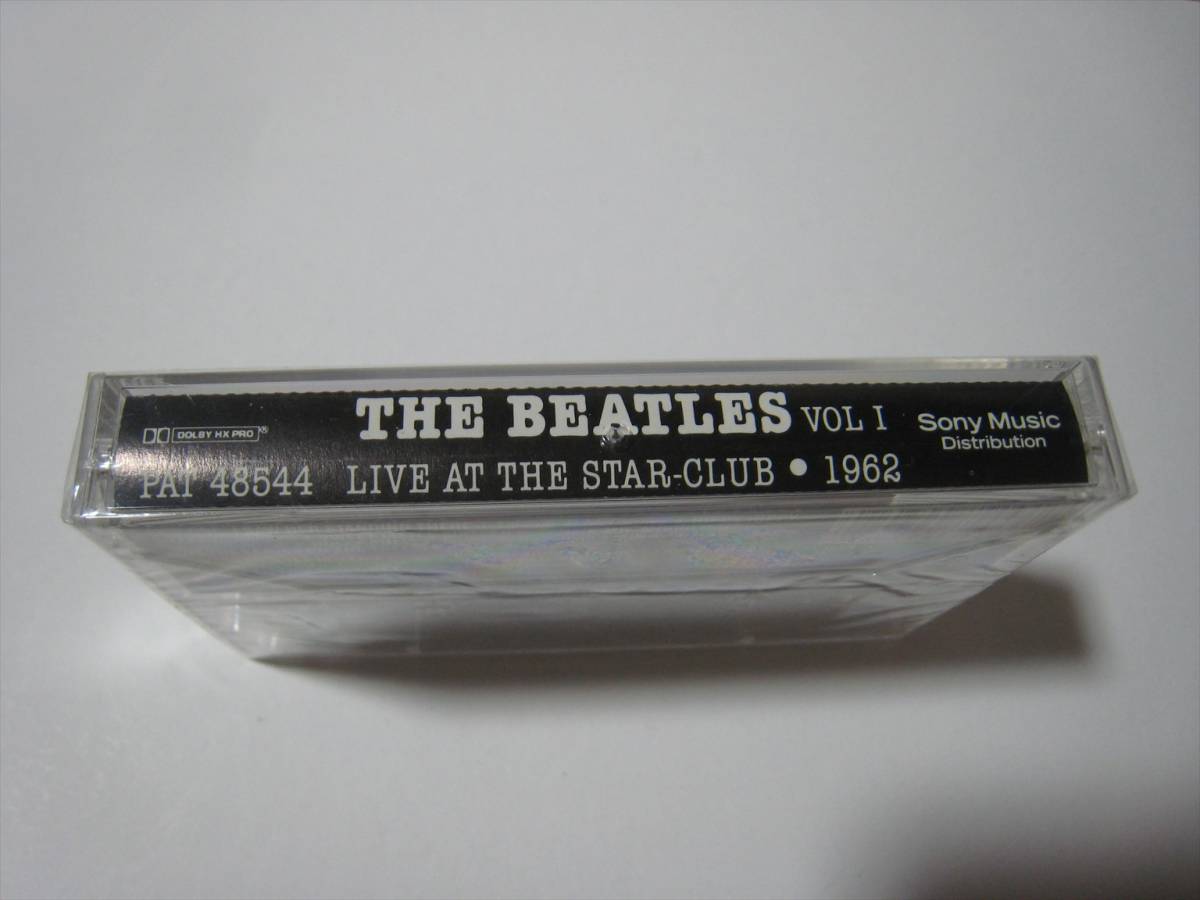 THE BEATLES VOL I
DOLBY HX PRO
Sony Music
Distribution
PAT 48544 LIVE AT THE STAR-CLUB • 1962